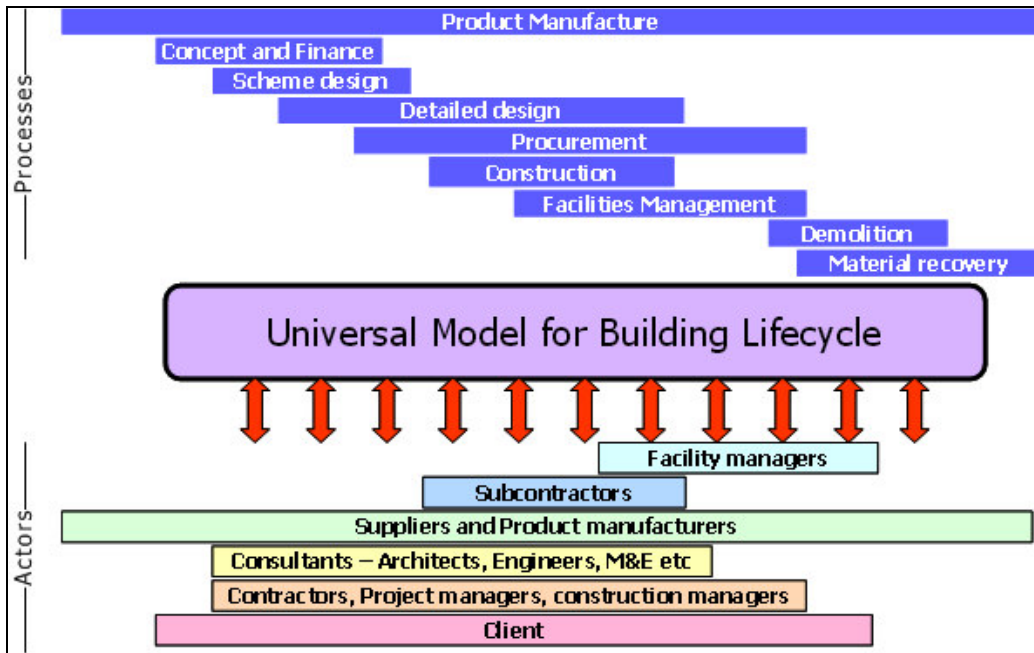 Processes
Product Manufacture
Concept and Finance
Scheme design
Detailed design
Procurement
Construction
Facilities Management
Demolition
Material recovery
Universal Model for Building Lifecycle
Actors
Facility managers
Subcontractors
Suppliers and Product manufacturers
Consultants – Architects, Engineers, M&E etc
Contractors, Project managers, construction managers
Client